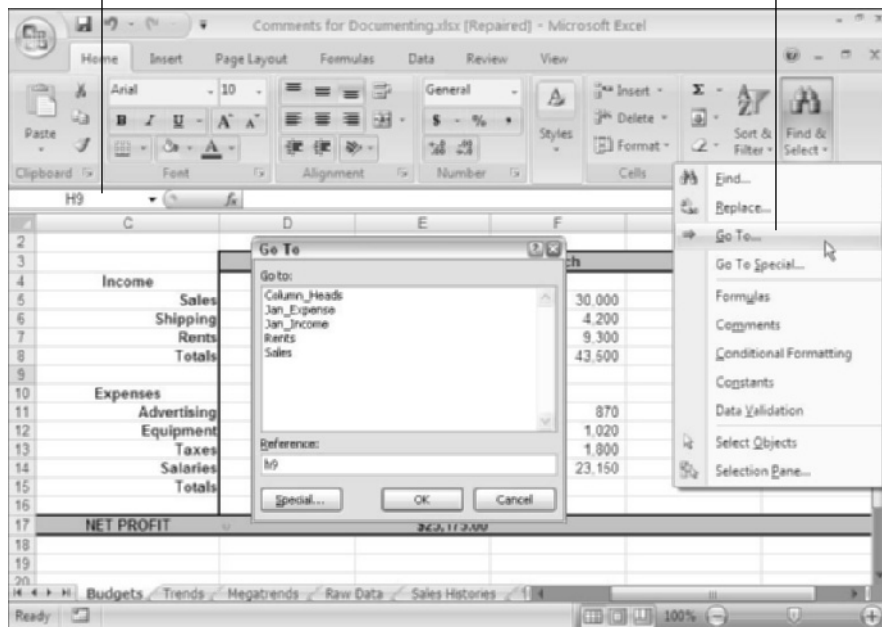 Comments for Documenting.xlsx [Repaired] - Microsoft Excel
Home Insert Page Layout Formulas Data Review View
Arial 10 General Insert Σ
Paste B I U A A $ % , Styles Delete Sort & Filter Find & Select
A Format
Clipboard Font Alignment Number Cells
H9 fx
Find...
Replace...
Go To...
Go To Special...
Formulas
Comments
Conditional Formatting
Constants
Data Validation
Select Objects
Selection Pane...
C D E F
2
3 ch
4 Income
5 Sales 30,000
6 Shipping 4,200
7 Rents 9,300
8 Totals 43,500
9
10 Expenses
11 Advertising 870
12 Equipment 1,020
13 Taxes 1,800
14 Salaries 23,150
15 Totals
16
17 NET PROFIT $25,175.00
18
19
20
Go To
Go to:
Column_Heads
Jan_Expense
Jan_Income
Rents
Sales
Reference:
h9
Special... OK Cancel
Budgets Trends Megatrends Raw Data Sales Histories
Ready 100%